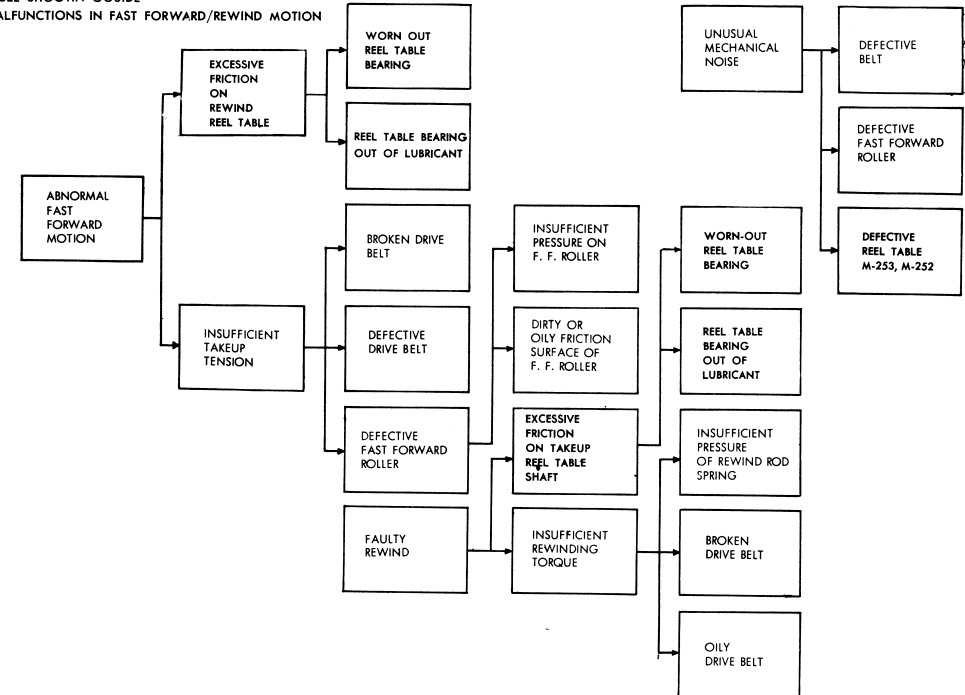 ALFUNCTIONS IN FAST FORWARD/REWIND MOTION
ABNORMAL
FAST
FORWARD
MOTION
EXCESSIVE
FRICTION
ON
REWIND
REEL TABLE
WORN OUT
REEL TABLE
BEARING
REEL TABLE BEARING
OUT OF LUBRICANT
INSUFFICIENT
TAKEUP
TENSION
BROKEN DRIVE
BELT
DEFECTIVE
DRIVE BELT
DEFECTIVE
FAST FORWARD
ROLLER
INSUFFICIENT
PRESSURE ON
F. F. ROLLER
DIRTY OR
OILY FRICTION
SURFACE OF
F. F. ROLLER
FAULTY
REWIND
EXCESSIVE
FRICTION
ON TAKEUP
REEL TABLE
SHAFT
WORN-OUT
REEL TABLE
BEARING
REEL TABLE
BEARING
OUT OF
LUBRICANT
INSUFFICIENT
REWINDING
TORQUE
INSUFFICIENT
PRESSURE
OF REWIND ROD
SPRING
BROKEN
DRIVE BELT
OILY
DRIVE BELT
UNUSUAL
MECHANICAL
NOISE
DEFECTIVE
BELT
DEFECTIVE
FAST FORWARD
ROLLER
DEFECTIVE
REEL TABLE
M-253, M-252